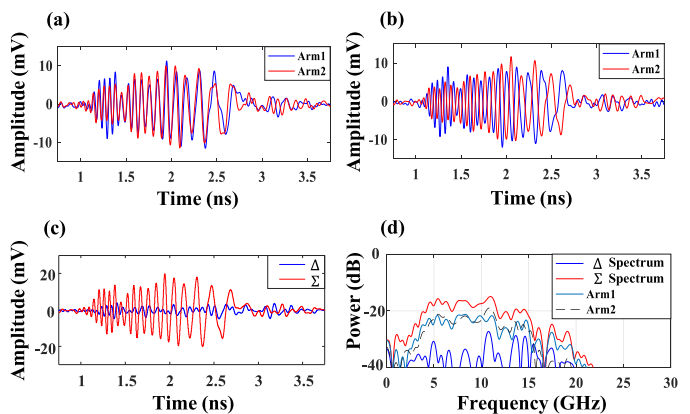 (a)
Amplitude (mV)
10
0
-10
Arm1
Arm2
1
1.5
2
2.5
3
3.5
Time (ns)
(b)
Amplitude (mV)
10
0
-10
Arm1
Arm2
1
1.5
2
2.5
3
3.5
Time (ns)
(c)
Amplitude (mV)
20
0
-20
Δ
Σ
1
1.5
2
2.5
3
3.5
Time (ns)
(d)
Power (dB)
0
-20
-40
Δ Spectrum
Σ Spectrum
Arm1
Arm2
0
5
10
15
20
25
30
Frequency (GHz)